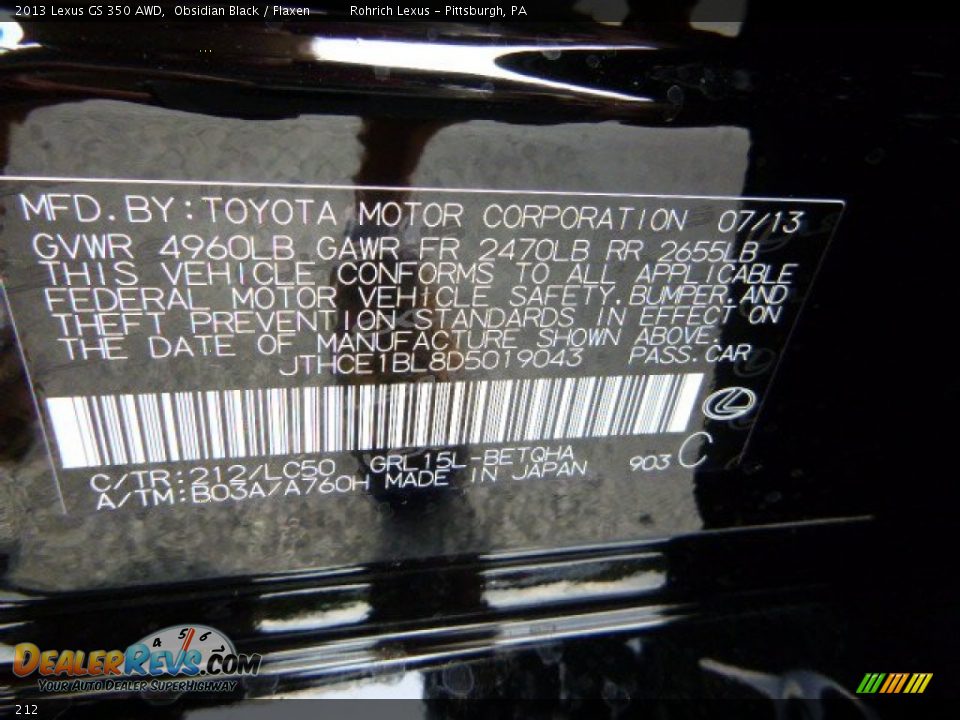 2013 Lexus GS 350 AWD, Obsidian Black / Flaxen Rohrich Lexus - Pittsburgh, PA
...
MFD.BY:TOYOTA MOTOR CORPORATION 07/13
GVWR 4960LB GAWR FR 2470LB RR 2655LB
THIS VEHICLE CONFORMS TO ALL APPLICABLE
FEDERAL MOTOR VEHICLE SAFETY.BUMPER.AND
THEFT PREVENTION STANDARDS IN EFFECT ON
THE DATE OF MANUFACTURE SHOWN ABOVE.
JTHCE1BL8D5019043 PASS.CAR
C/TR:212/LC50 GRL15L-BETQHA
A/TM:B03A/A760H MADE IN JAPAN 903 C
4 5 6
DEALERREVS.COM
YOUR AUTO DEALER SUPERHIGHWAY
212